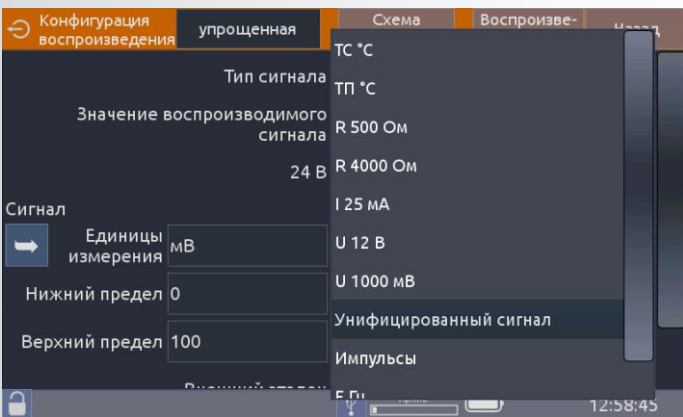 Конфигурация
воспроизведения
упрощенная
Схема
Воспроизве-
Назад
Тип сигнала
Значение воспроизводимого
сигнала
24 В
Сигнал
Единицы
измерения
мВ
Нижний предел
0
Верхний предел
100
ТС °C
ТП °C
R 500 Ом
R 4000 Ом
I 25 мА
U 12 В
U 1000 мВ
Унифицированный сигнал
Импульсы
F Гц
12:58:45